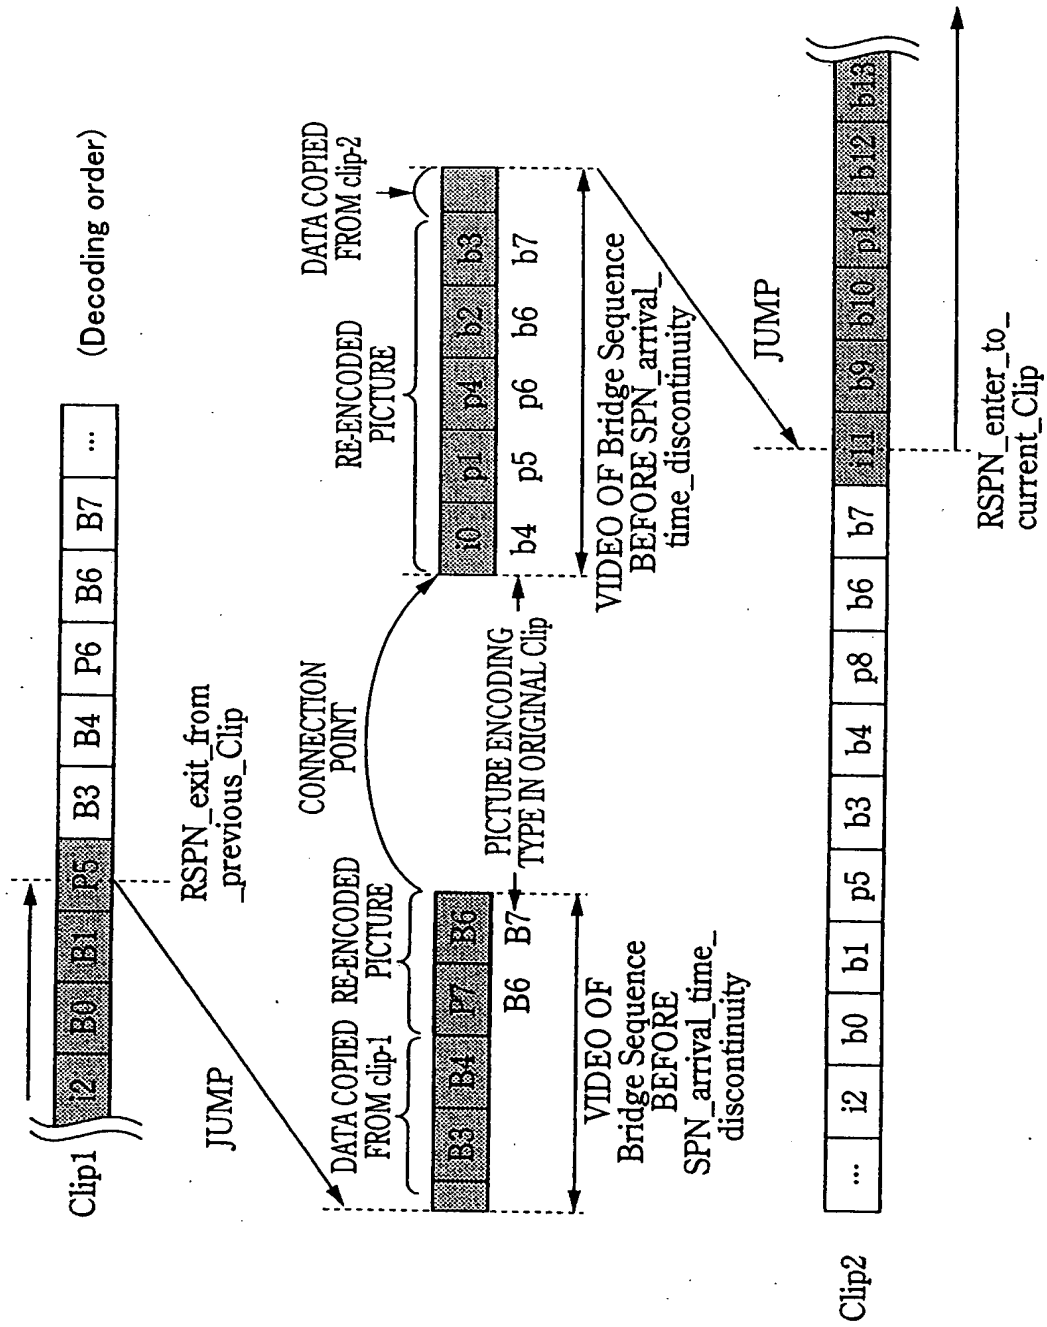 Clip1
i2 B0 B1 P5 B3 B4 P6 B6 B7 ...
(Decoding order)
RSPN_exit_from
_previous_Clip
JUMP
DATA COPIED
FROM clip-1
RE-ENCODED
PICTURE
CONNECTION
POINT
RE-ENCODED
PICTURE
DATA COPIED
FROM clip-2
B3 B4 P7 B6
B6 B7
i0 p1 p4 b2 b3
b4 p5 p6 b6 b7
PICTURE ENCODING
TYPE IN ORIGINAL Clip
VIDEO OF
Bridge Sequence
BEFORE
SPN_arrival_time_
discontinuity
VIDEO OF Bridge Sequence
BEFORE SPN_arrival_
time_discontinuity
JUMP
Clip2
... i2 b0 b1 p5 b3 b4 p8 b6 b7 i11 b9 b10 p14 b12 b13
RSPN_enter_to_
current_Clip